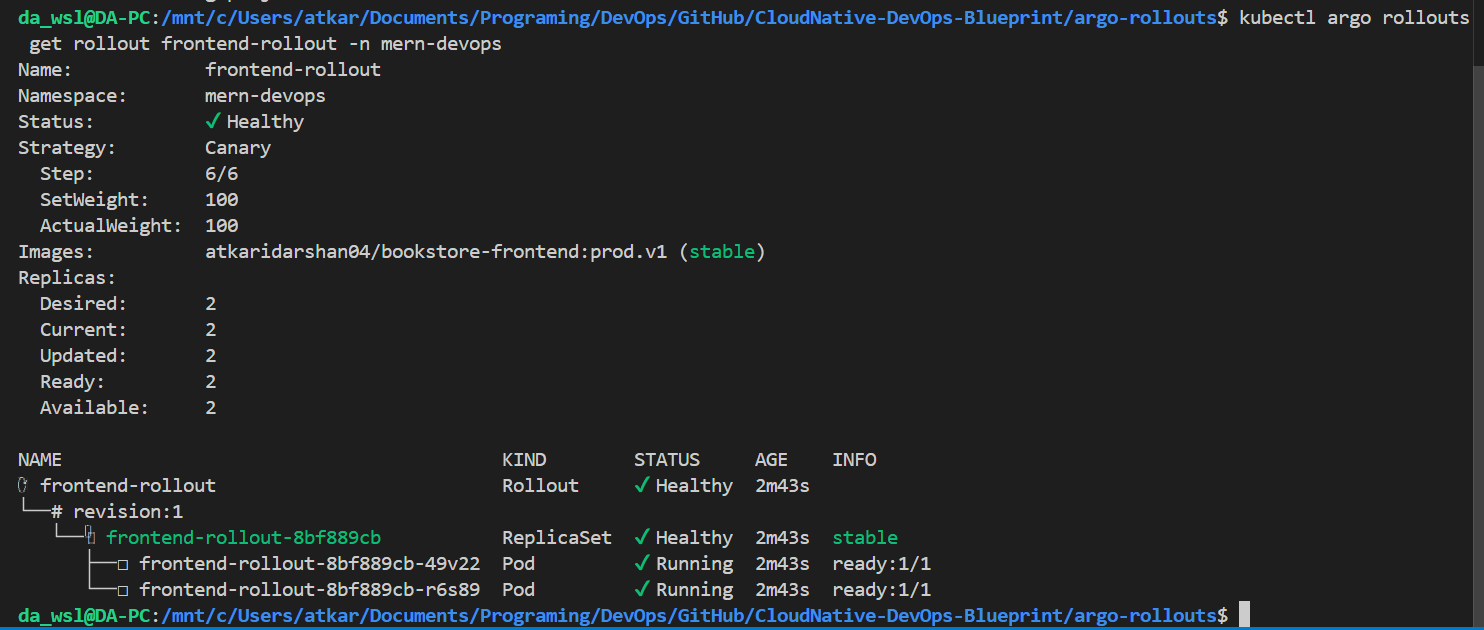 da_wsl@DA-PC:/mnt/c/Users/atkar/Documents/Programing/DevOps/GitHub/CloudNative-DevOps-Blueprint/argo-rollouts$ kubectl argo rollouts
get rollout frontend-rollout -n mern-devops
Name: frontend-rollout
Namespace: mern-devops
Status: ✔ Healthy
Strategy: Canary
Step: 6/6
SetWeight: 100
ActualWeight: 100
Images: atkaridarshan04/bookstore-frontend:prod.v1 (stable)
Replicas:
Desired: 2
Current: 2
Updated: 2
Ready: 2
Available: 2
NAME KIND STATUS AGE INFO
frontend-rollout Rollout ✔ Healthy 2m43s
└──# revision:1
└── frontend-rollout-8bf889cb ReplicaSet ✔ Healthy 2m43s stable
├──□ frontend-rollout-8bf889cb-49v22 Pod ✔ Running 2m43s ready:1/1
└──□ frontend-rollout-8bf889cb-r6s89 Pod ✔ Running 2m43s ready:1/1
da_wsl@DA-PC:/mnt/c/Users/atkar/Documents/Programing/DevOps/GitHub/CloudNative-DevOps-Blueprint/argo-rollouts$